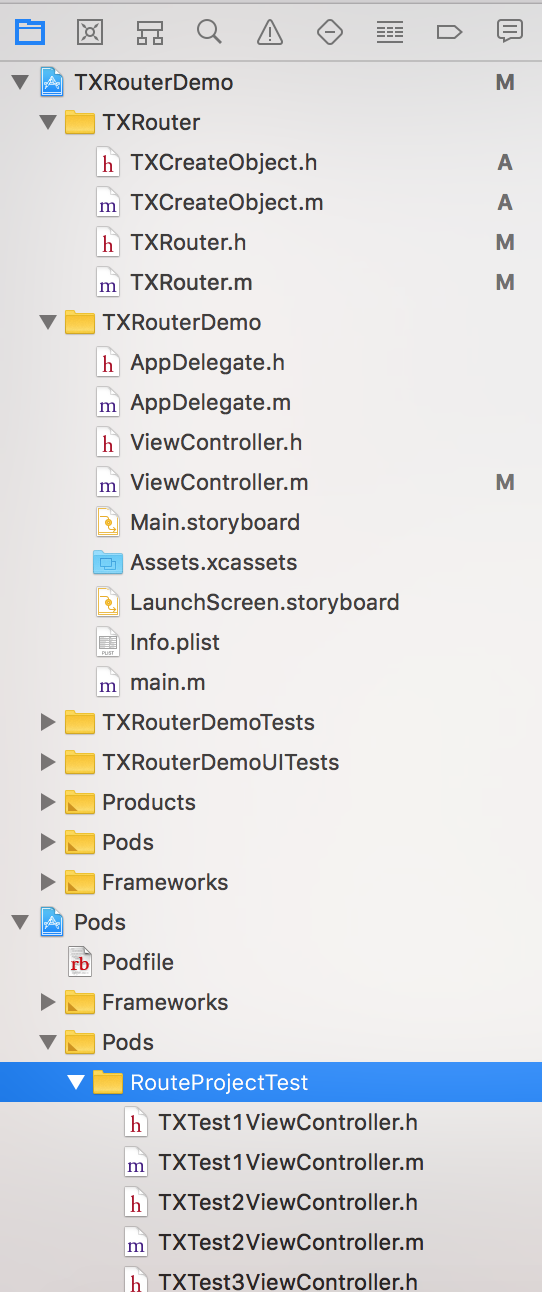 TXRouterDemo M
TXRouter
h TXCreateObject.h A
m TXCreateObject.m A
h TXRouter.h M
m TXRouter.m M
TXRouterDemo
h AppDelegate.h
m AppDelegate.m
h ViewController.h
m ViewController.m M
Main.storyboard
Assets.xcassets
LaunchScreen.storyboard
PLIST Info.plist
m main.m
TXRouterDemoTests
TXRouterDemoUITests
Products
Pods
Frameworks
Pods
rb Podfile
Frameworks
Pods
RouteProjectTest
h TXTest1ViewController.h
m TXTest1ViewController.m
h TXTest2ViewController.h
m TXTest2ViewController.m
h TXTest3ViewController.h